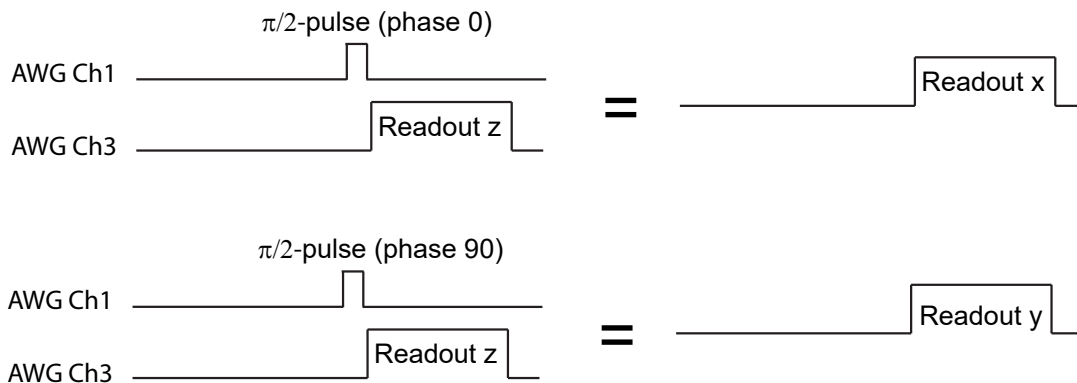 π/2-pulse (phase 0)
AWG Ch1
Readout z
AWG Ch3
=
Readout x
π/2-pulse (phase 90)
AWG Ch1
Readout z
AWG Ch3
=
Readout y